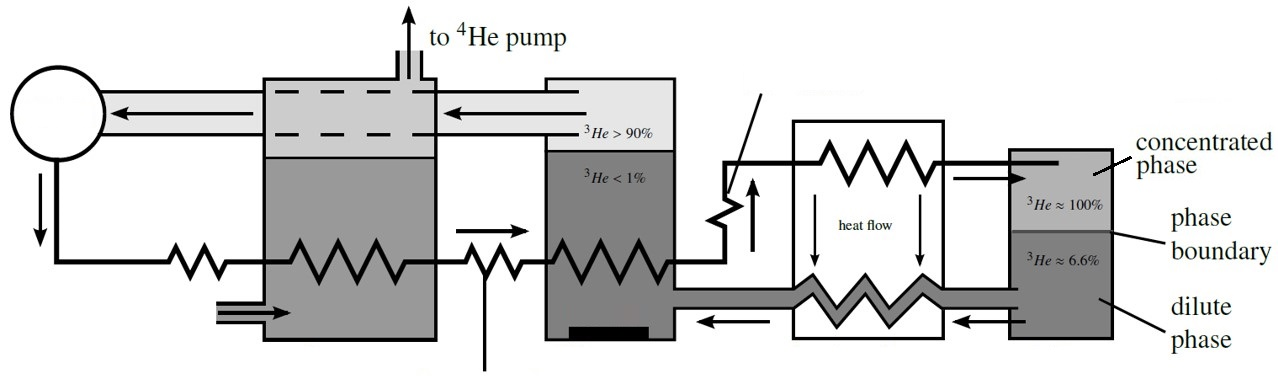 to ⁴He pump
³He > 90%
³He < 1%
heat flow
concentrated
phase
³He ≈ 100%
phase
boundary
³He ≈ 6.6%
dilute
phase